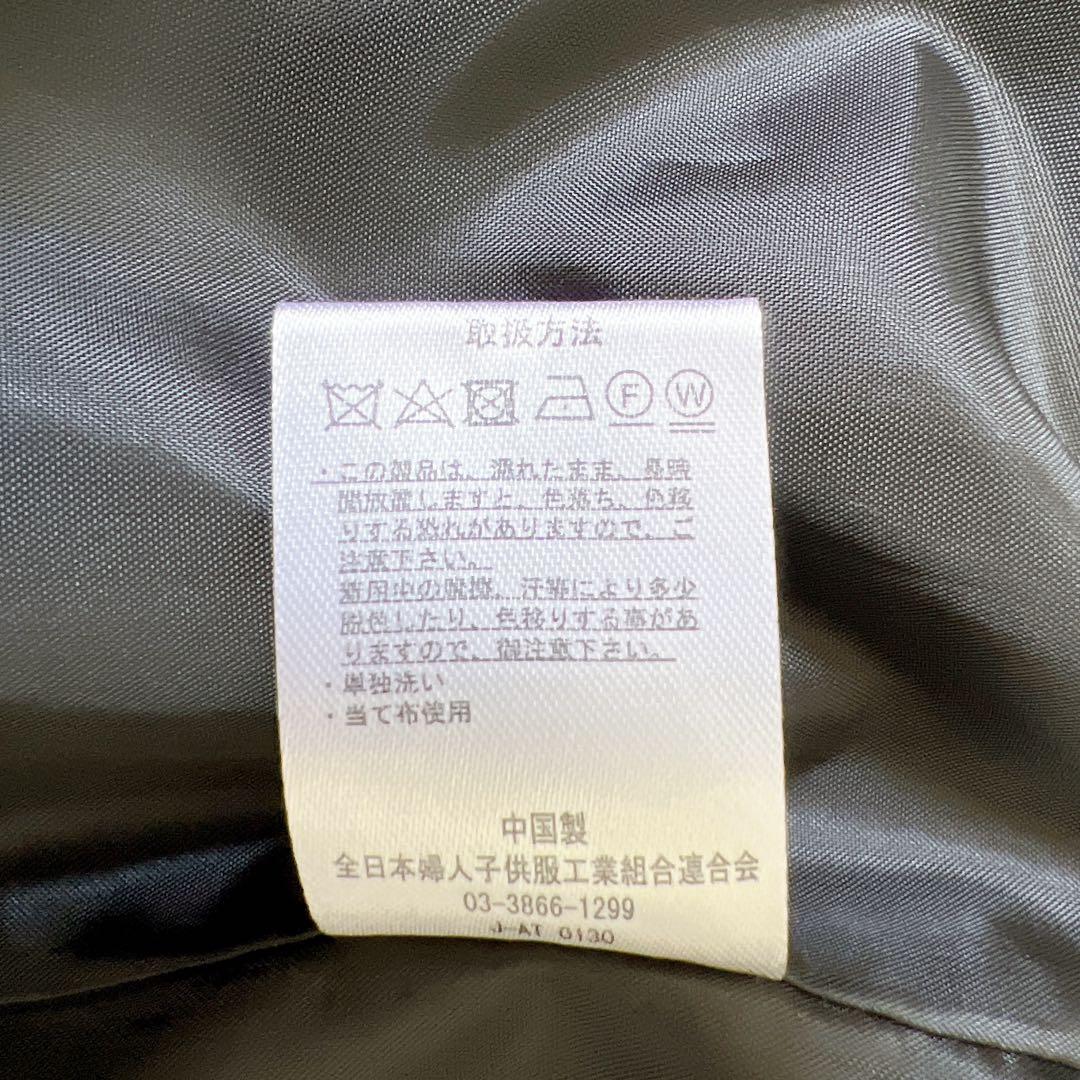 取扱方法
F W
・この製品は、濡れたまま、長時
間放置しますと、色落ち、色移
りする恐れがありますので、ご
注意下さい。
着用中の摩擦、汗等により多少
脱色したり、色移りする事があ
りますので、御注意下さい。
・単独洗い
・当て布使用
中国製
全日本婦人子供服工業組合連合会
03-3866-1299
J-AT 0130